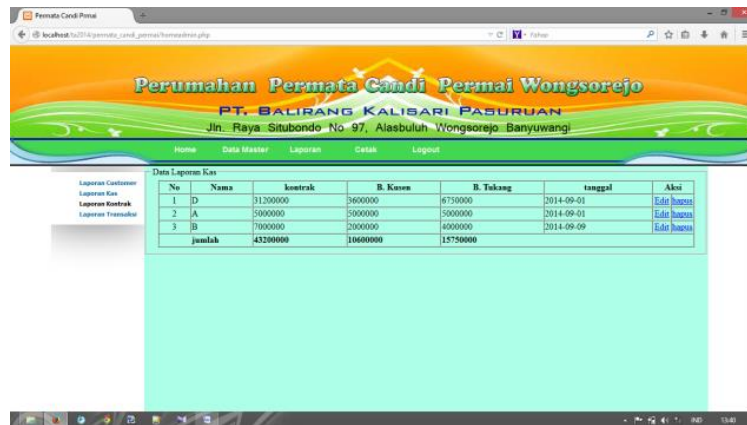 Permata Candi Permai
localhost/ta2014/permata_candi_permai/homeadmin.php
Yahoo
Perumahan Permata Candi Permai Wongsorejo
PT. BALIRANG KALISARI PASURUAN
Jln. Raya Situbondo No 97, Alasbuluh Wongsorejo Banyuwangi
Home Data Master Laporan Cetak Logout
Laporan Customer
Laporan Kas
Laporan Kontrak
Laporan Transaksi
Data Laporan Kas
No Nama kontrak B. Kusen B. Tukang tanggal Aksi
1 D 31200000 3600000 6750000 2014-09-01 Edit hapus
2 A 5000000 5000000 5000000 2014-09-01 Edit hapus
3 B 7000000 2000000 4000000 2014-09-09 Edit hapus
jumlah 43200000 10600000 15750000
IND 13:40